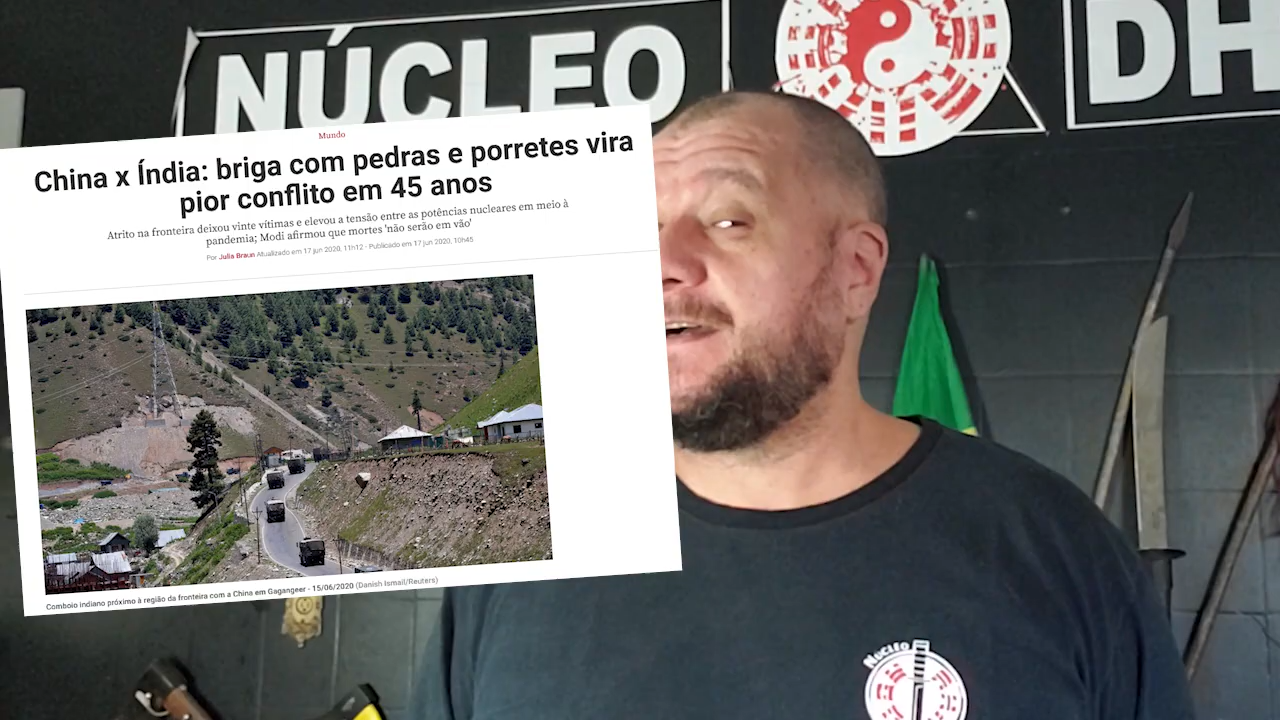 NÚCLEO
DH
Mundo
China x Índia: briga com pedras e porretes vira
pior conflito em 45 anos
Atrito na fronteira deixou vinte vítimas e elevou a tensão entre as potências nucleares em meio à
pandemia; Modi afirmou que mortes 'não serão em vão'
Por Julia Braun Atualizado em 17 jun 2020, 11h12 - Publicado em 17 jun 2020, 10h45
Comboio indiano próximo à região da fronteira com a China em Gagangeer - 15/06/2020 (Danish Ismail/Reuters)
NÚCLEO